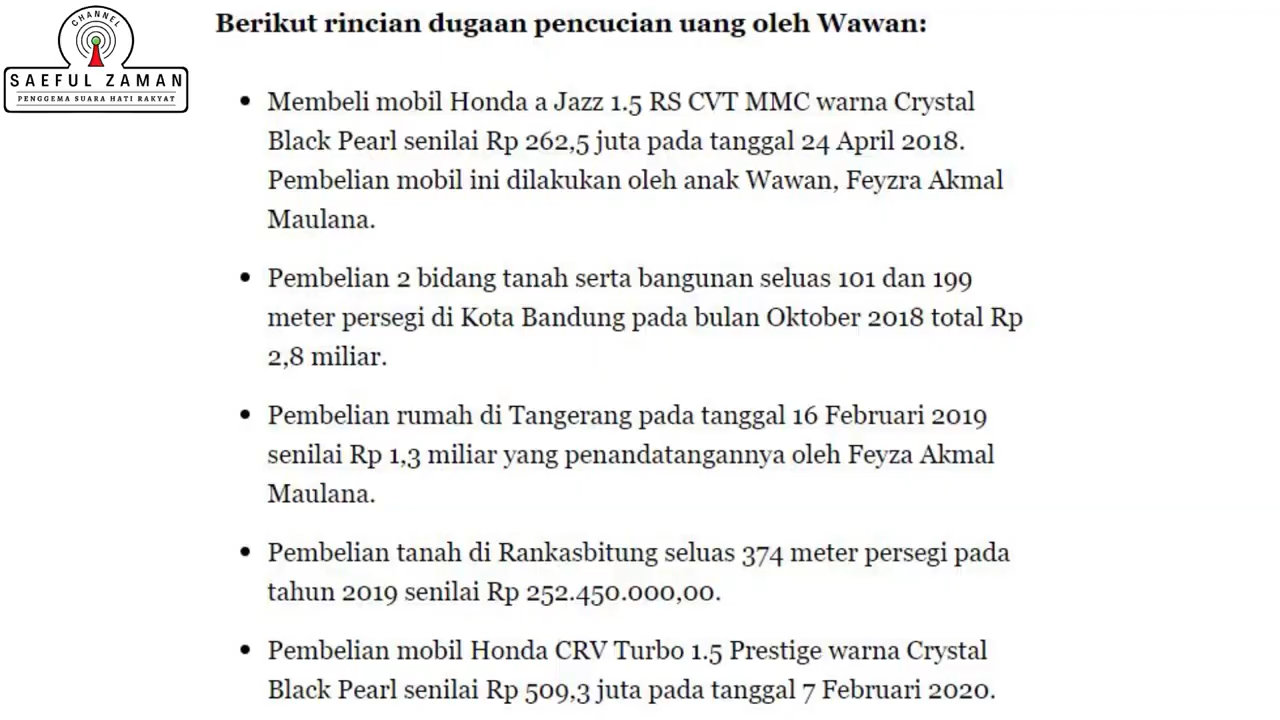 CHANNEL
SAEFUL ZAMAN
PENGGEMA SUARA HATI RAKYAT
Berikut rincian dugaan pencucian uang oleh Wawan:
• Membeli mobil Honda a Jazz 1.5 RS CVT MMC warna Crystal
Black Pearl senilai Rp 262,5 juta pada tanggal 24 April 2018.
Pembelian mobil ini dilakukan oleh anak Wawan, Feyzra Akmal
Maulana.
• Pembelian 2 bidang tanah serta bangunan seluas 101 dan 199
meter persegi di Kota Bandung pada bulan Oktober 2018 total Rp
2,8 miliar.
• Pembelian rumah di Tangerang pada tanggal 16 Februari 2019
senilai Rp 1,3 miliar yang penandatangannya oleh Feyza Akmal
Maulana.
• Pembelian tanah di Rankasbitung seluas 374 meter persegi pada
tahun 2019 senilai Rp 252.450.000,00.
• Pembelian mobil Honda CRV Turbo 1.5 Prestige warna Crystal
Black Pearl senilai Rp 509,3 juta pada tanggal 7 Februari 2020.